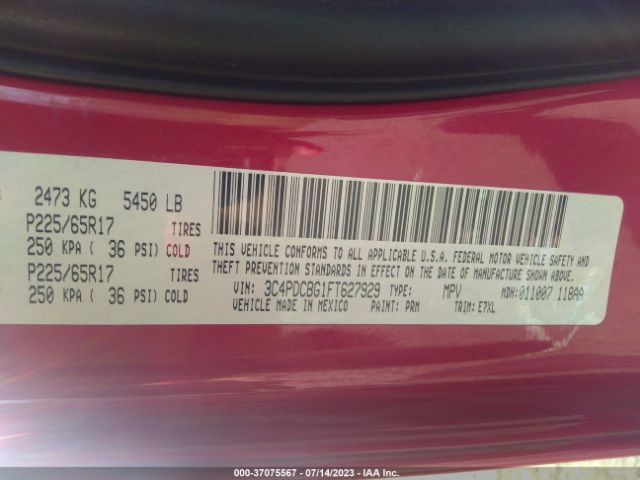 2473 KG 5450 LB
P225/65R17 TIRES
250 KPA ( 36 PSI) COLD
P225/65R17 TIRES
250 KPA ( 36 PSI) COLD
THIS VEHICLE CONFORMS TO ALL APPLICABLE U.S.A. FEDERAL MOTOR VEHICLE SAFETY AND
THEFT PREVENTION STANDARDS IN EFFECT ON THE DATE OF MANUFACTURE SHOWN ABOVE.
VIN: 3C4PDCBG1FT627929 TYPE: MPV MDH:011007 118AA
VEHICLE MADE IN MEXICO PAINT: PRM TRIM: E7XL
000-37075567 - 07/14/2023 - IAA Inc.